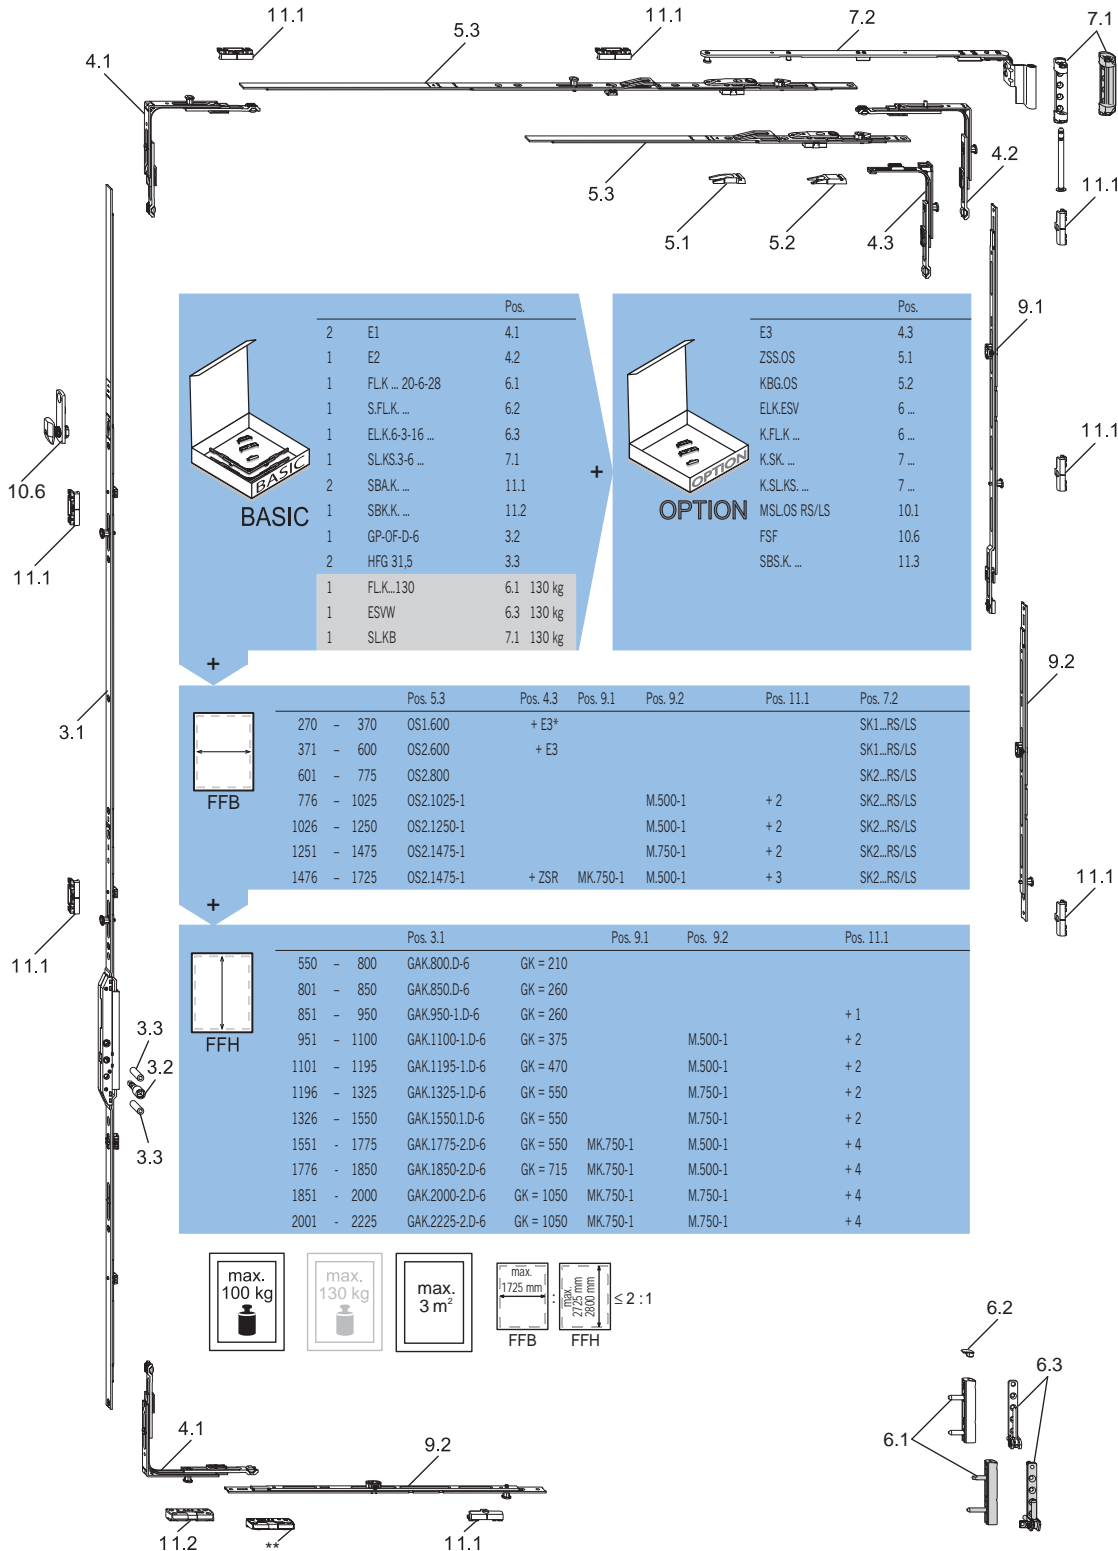 11.1
11.1
7.2
7.1
5.3
4.1
5.3
4.2
11.1
5.1
5.2
4.3
9.1
Pos.
2 E1 4.1
1 E2 4.2
1 FL.K ... 20-6-28 6.1
1 S.FL.K. ... 6.2
1 EL.K.6-3-16 ... 6.3
1 SL.KS.3-6 ... 7.1
2 SBA.K. ... 11.1
1 SBK.K. ... 11.2
1 GP-OF-D-6 3.2
2 HFG 31,5 3.3
1 FL.K...130 6.1 130 kg
1 ESVW 6.3 130 kg
1 SL.KB 7.1 130 kg
BASIC
BASIC
+
Pos.
E3 4.3
ZSS.OS 5.1
KBG.OS 5.2
ELK.ESV 6 ...
K.FL.K ... 6 ...
K.SK. ... 7 ...
K.SL.KS. ... 7 ...
MSL.OS RS/LS 10.1
FSF 10.6
SBS.K. ... 11.3
OPTION
OPTION
10.6
11.1
11.1
+
3.1
9.2
Pos. 5.3 Pos. 4.3 Pos. 9.1 Pos. 9.2 Pos. 11.1 Pos. 7.2
270 – 370 OS1.600 + E3* SK1...RS/LS
371 – 600 OS2.600 + E3 SK1...RS/LS
601 – 775 OS2.800 SK2...RS/LS
776 – 1025 OS2.1025-1 M.500-1 + 2 SK2...RS/LS
1026 – 1250 OS2.1250-1 M.500-1 + 2 SK2...RS/LS
1251 – 1475 OS2.1475-1 M.750-1 + 2 SK2...RS/LS
1476 – 1725 OS2.1475-1 + ZSR MK.750-1 M.500-1 + 3 SK2...RS/LS
FFB
+
11.1
11.1
Pos. 3.1 Pos. 9.1 Pos. 9.2 Pos. 11.1
550 – 800 GAK.800.D-6 GK = 210
801 – 850 GAK.850.D-6 GK = 260
851 – 950 GAK.950-1.D-6 GK = 260 + 1
951 – 1100 GAK.1100-1.D-6 GK = 375 M.500-1 + 2
1101 – 1195 GAK.1195-1.D-6 GK = 470 M.500-1 + 2
1196 – 1325 GAK.1325-1.D-6 GK = 550 M.750-1 + 2
1326 – 1550 GAK.1550.1.D-6 GK = 550 M.750-1 + 2
1551 - 1775 GAK.1775-2.D-6 GK = 550 MK.750-1 M.500-1 + 4
1776 - 1850 GAK.1850-2.D-6 GK = 715 MK.750-1 M.500-1 + 4
1851 - 2000 GAK.2000-2.D-6 GK = 1050 MK.750-1 M.750-1 + 4
2001 - 2225 GAK.2225-2.D-6 GK = 1050 MK.750-1 M.750-1 + 4
FFH
3.3
3.2
3.3
max.
100 kg
max.
130 kg
max.
3 m²
max.
1725 mm
FFB
:
max.
2725 mm
2800 mm
FFH
≤ 2 :1
6.2
6.3
6.1
4.1
9.2
11.2
**
11.1